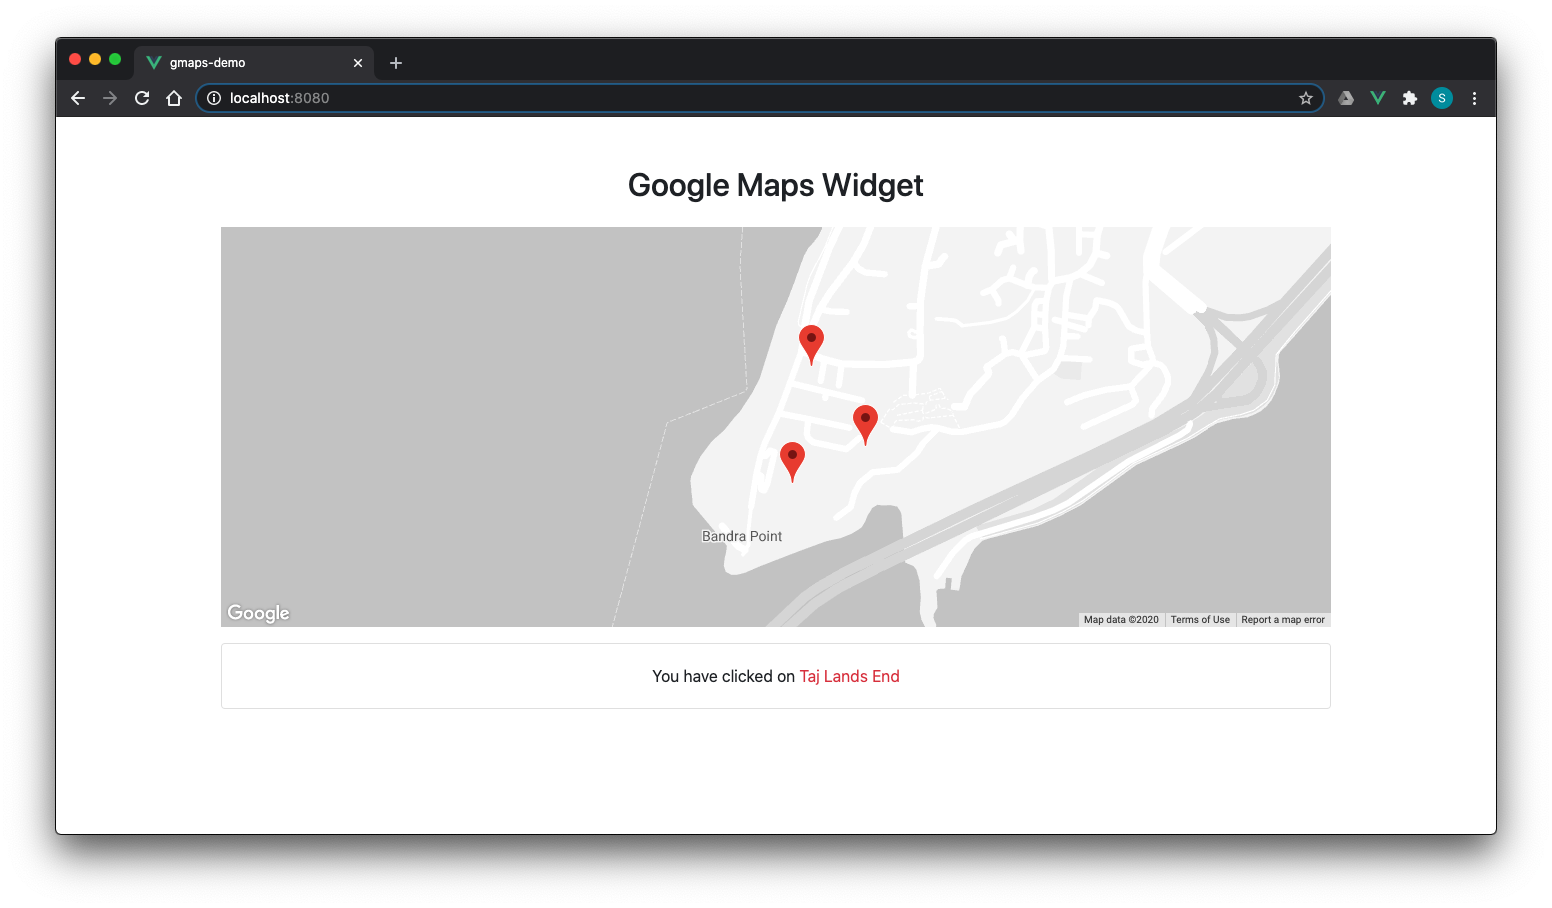 gmaps-demo
localhost:8080
S
Google Maps Widget
Bandra Point
Google
Map data ©2020 Terms of Use Report a map error
You have clicked on Taj Lands End